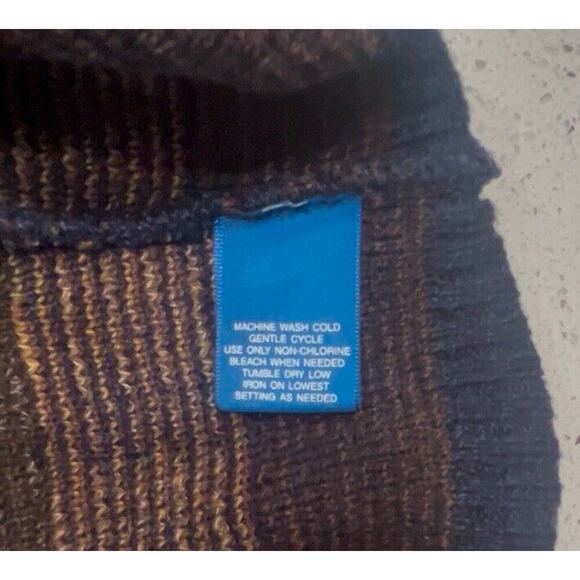 MACHINE WASH COLD
GENTLE CYCLE
USE ONLY NON-CHLORINE
BLEACH WHEN NEEDED
TUMBLE DRY LOW
IRON ON LOWEST
SETTING AS NEEDED